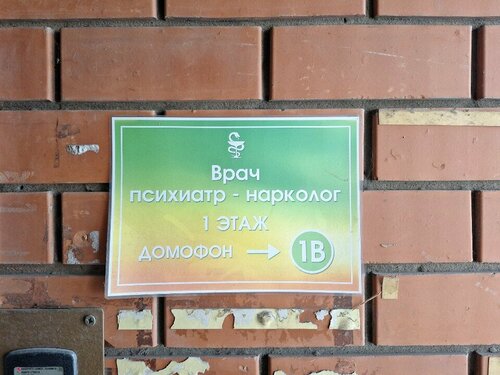 Врач
психиатр - нарколог
1 ЭТАЖ
ДОМОФОН → 1В